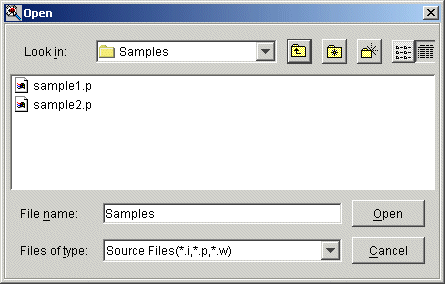 Open
Look in: Samples
sample1.p
sample2.p
File name: Samples Open
Files of type: Source Files(*.i,*.p,*.w) Cancel